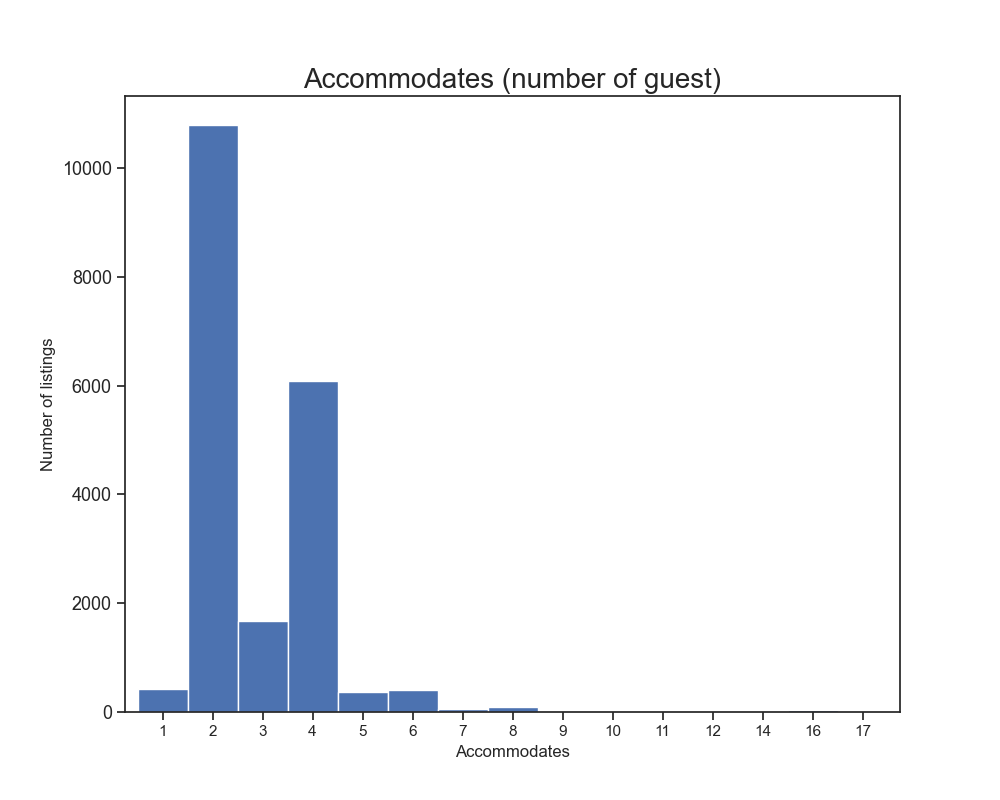 Accommodates (number of guest)
10000
8000
6000
4000
2000
0
Number of listings
1 2 3 4 5 6 7 8 9 10 11 12 14 16 17
Accommodates